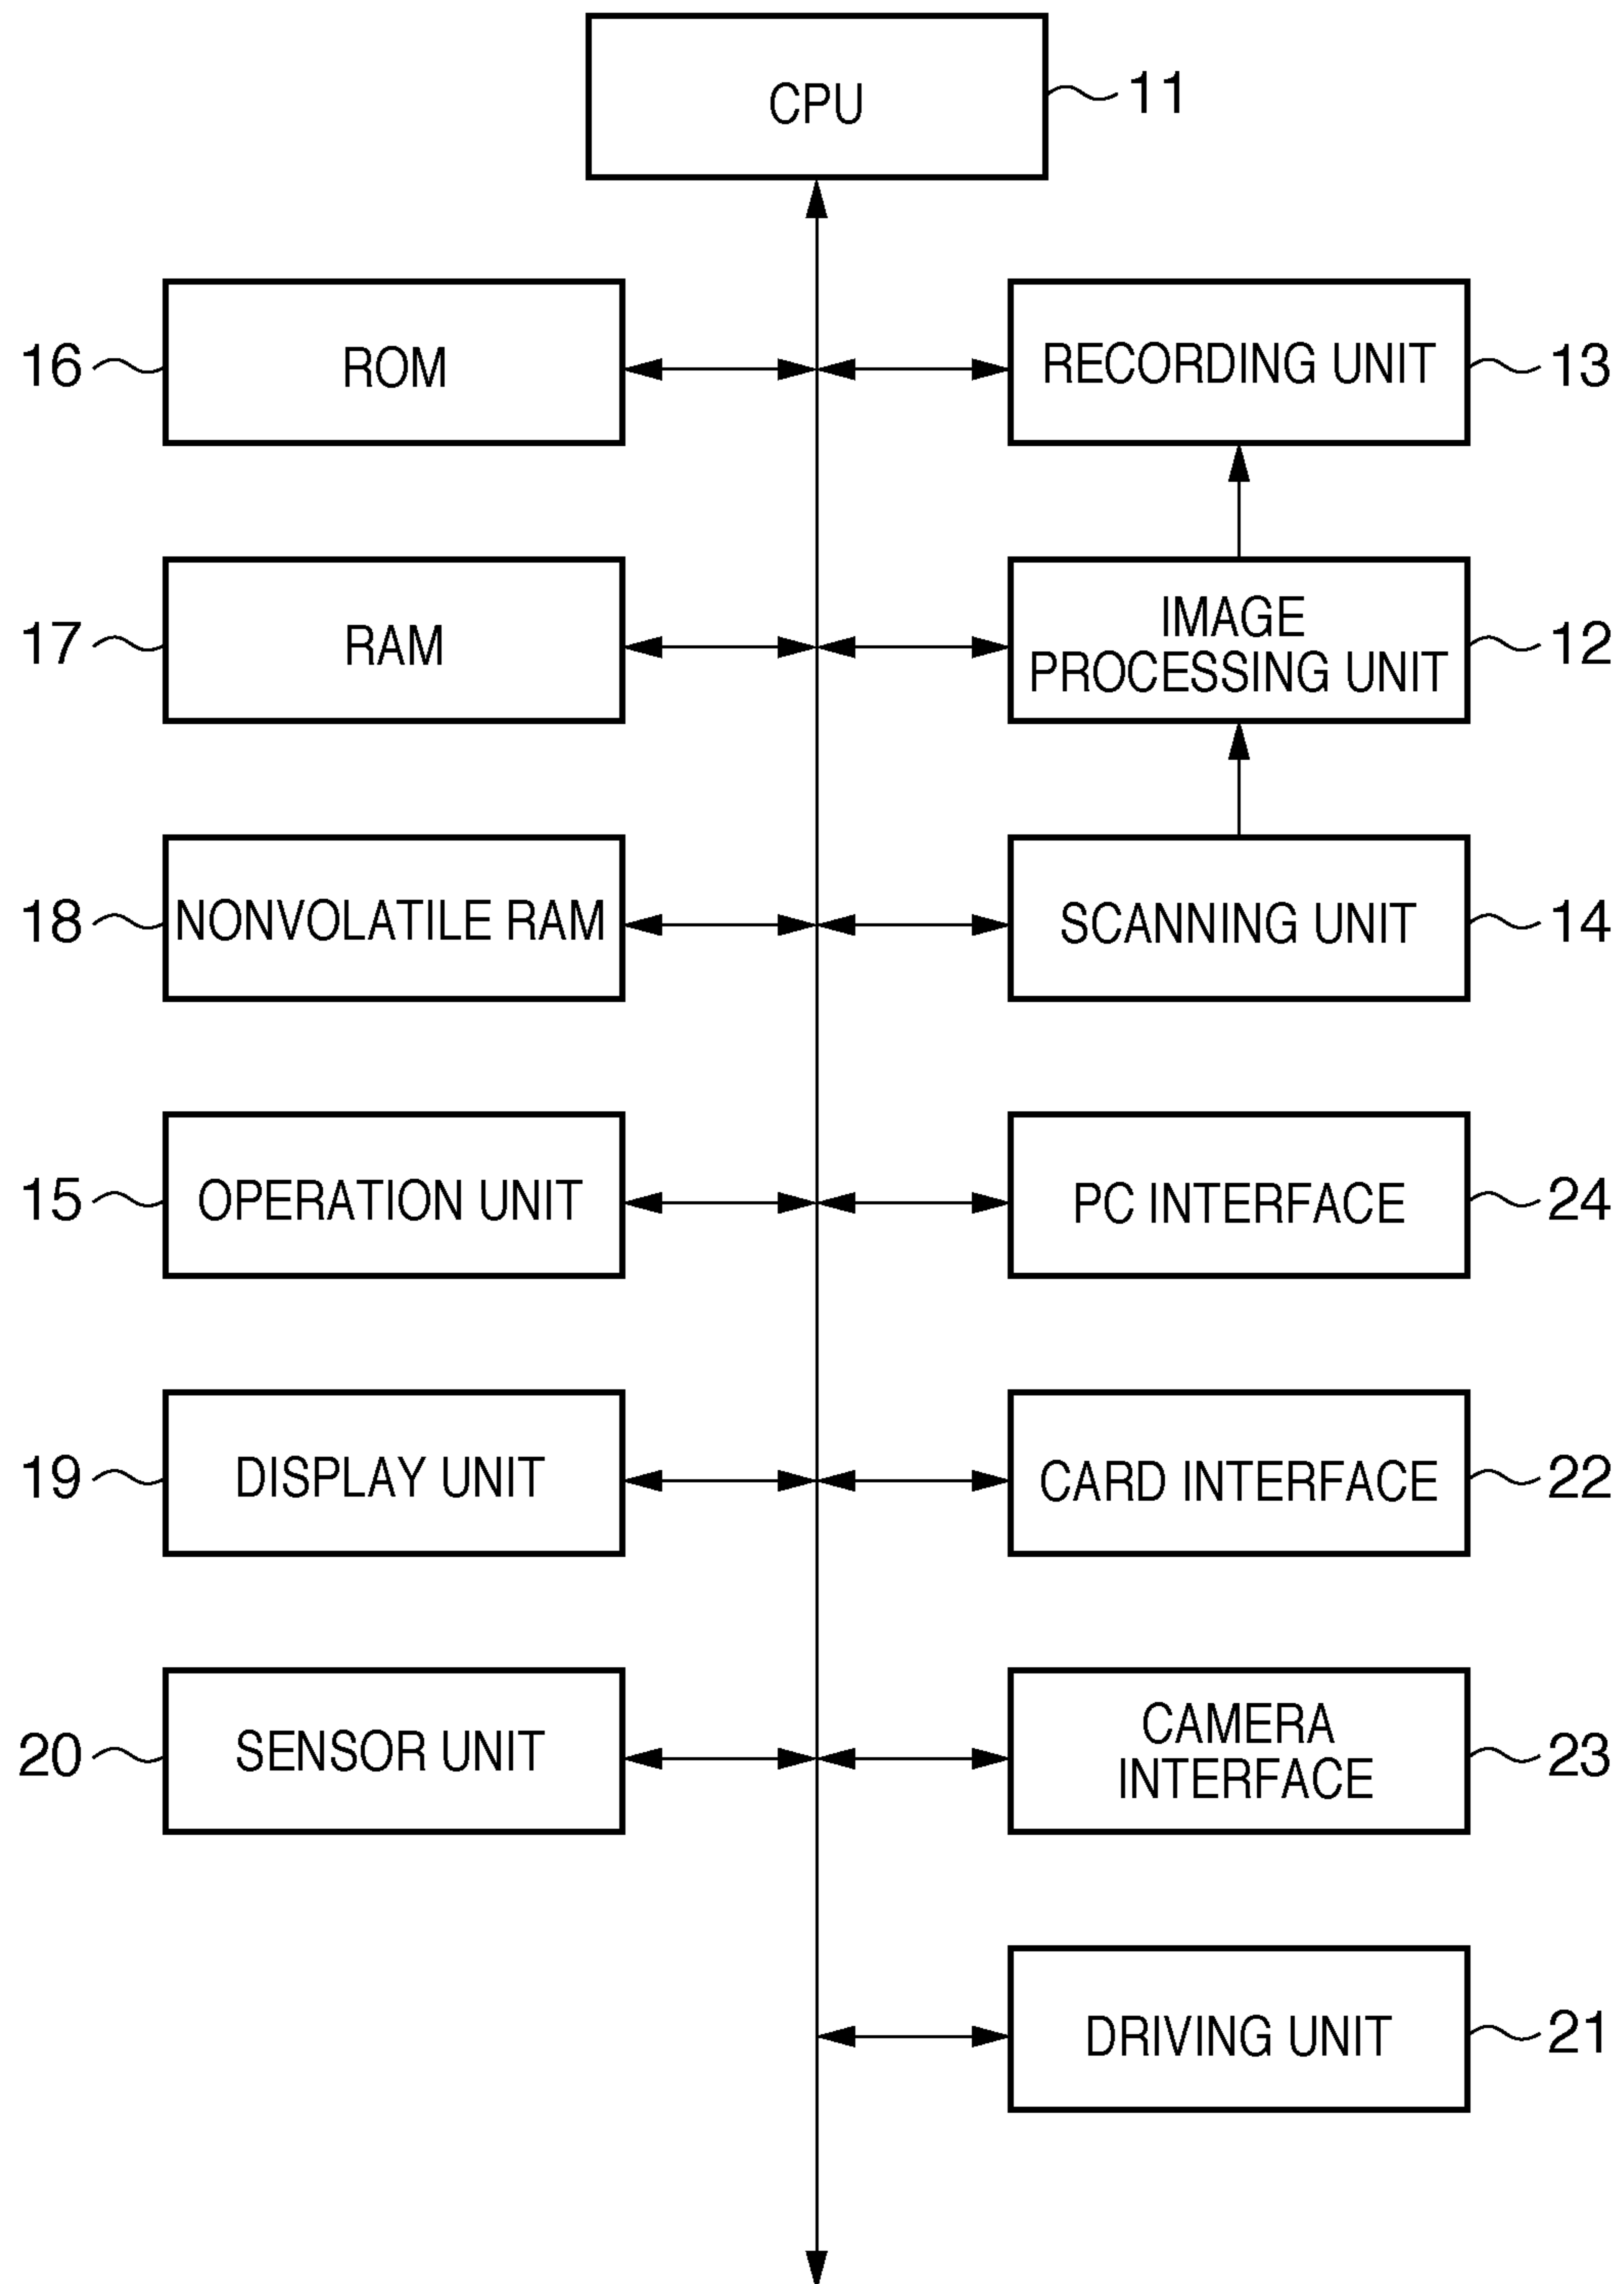 CPU
11
16
ROM
RECORDING UNIT
13
17
RAM
IMAGE
PROCESSING UNIT
12
18
NONVOLATILE RAM
SCANNING UNIT
14
15
OPERATION UNIT
PC INTERFACE
24
19
DISPLAY UNIT
CARD INTERFACE
22
20
SENSOR UNIT
CAMERA
INTERFACE
23
DRIVING UNIT
21